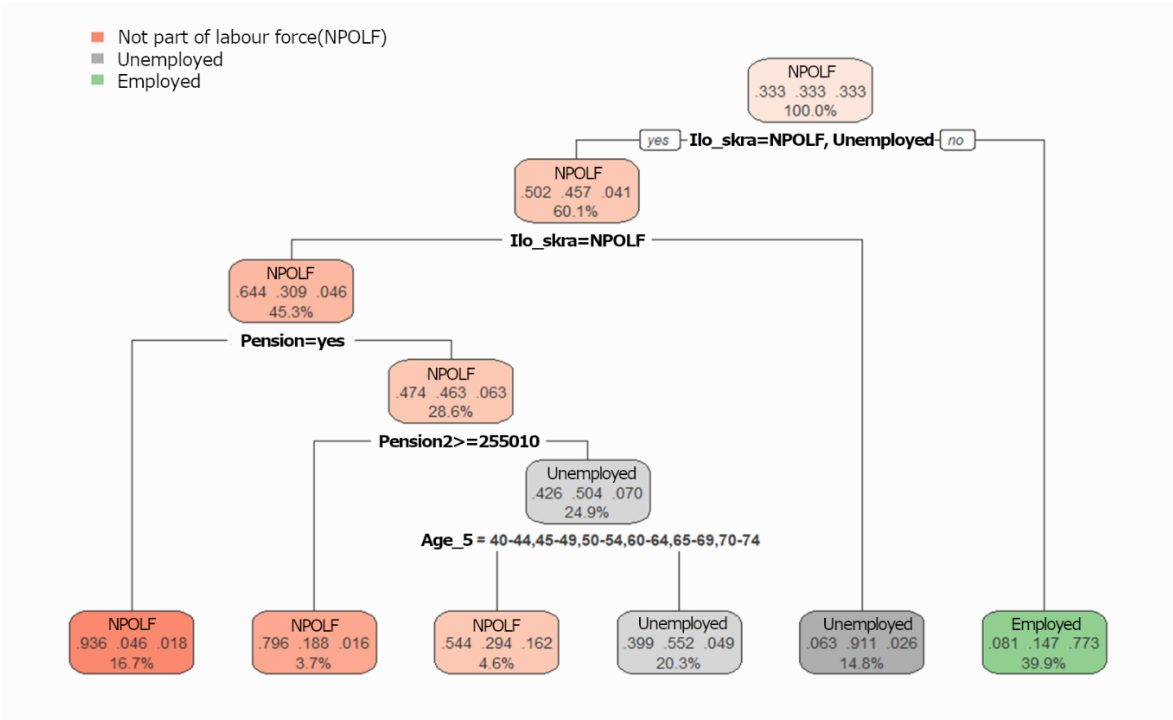 Not part of labour force(NPOLF)
Unemployed
Employed
NPOLF
.333 .333 .333
100.0%
yes Ilo_skra=NPOLF, Unemployed no
NPOLF
.502 .457 .041
60.1%
Ilo_skra=NPOLF
NPOLF
.644 .309 .046
45.3%
Pension=yes
NPOLF
.474 .463 .063
28.6%
Pension2>=255010
Unemployed
.426 .504 .070
24.9%
Age_5 = 40-44,45-49,50-54,60-64,65-69,70-74
NPOLF
.936 .046 .018
16.7%
NPOLF
.796 .188 .016
3.7%
NPOLF
.544 .294 .162
4.6%
Unemployed
.399 .552 .049
20.3%
Unemployed
.063 .911 .026
14.8%
Employed
.081 .147 .773
39.9%